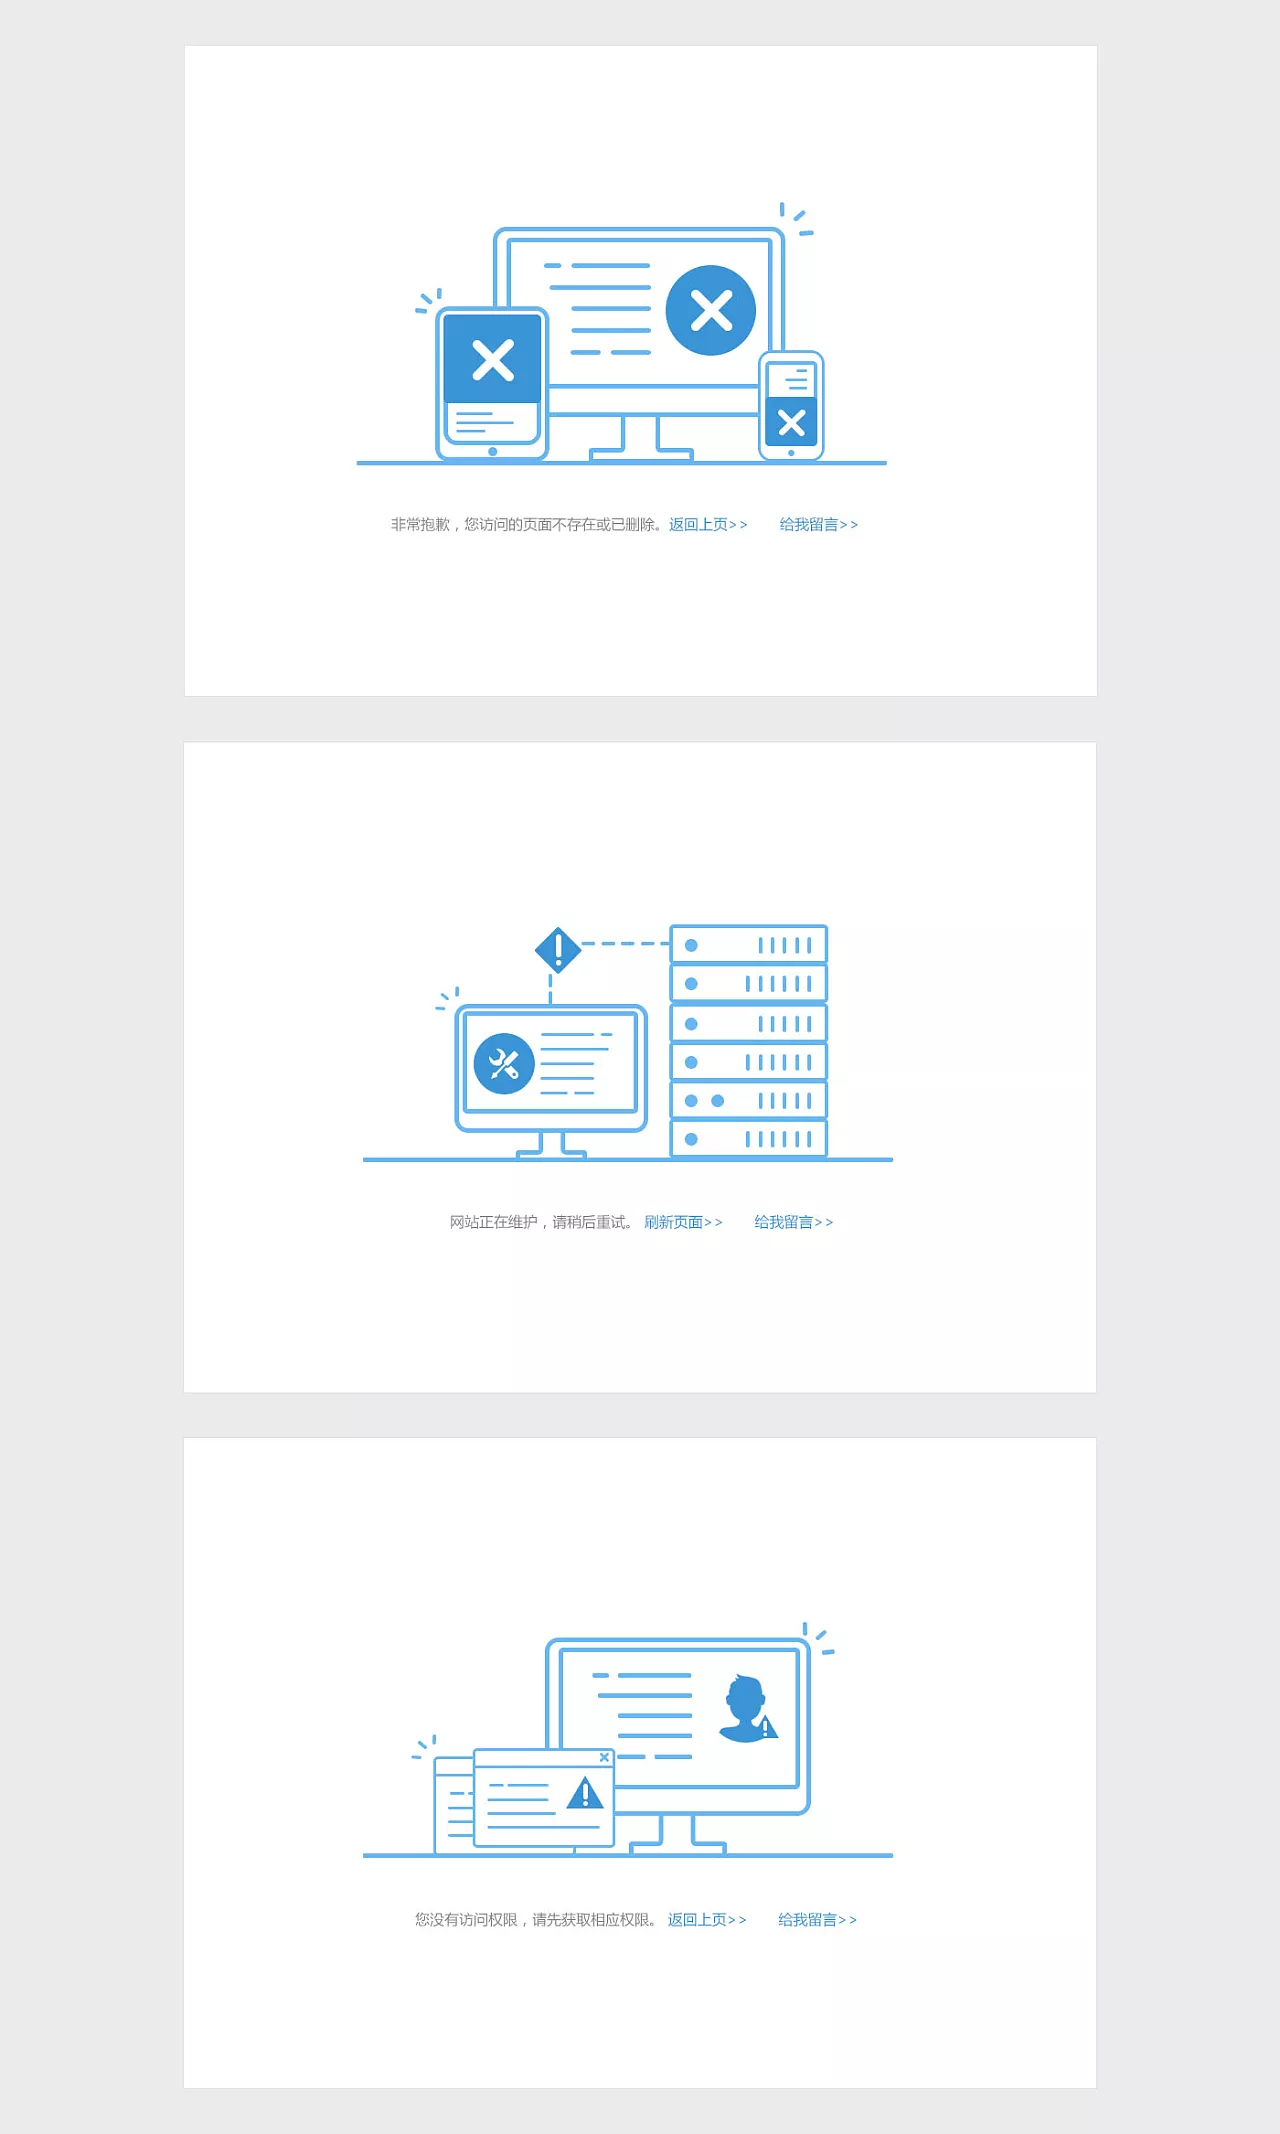 非常抱歉，您访问的页面不存在或已删除。返回上页>> 给我留言>>
网站正在维护，请稍后重试。 刷新页面>> 给我留言>>
您没有访问权限，请先获取相应权限。 返回上页>> 给我留言>>